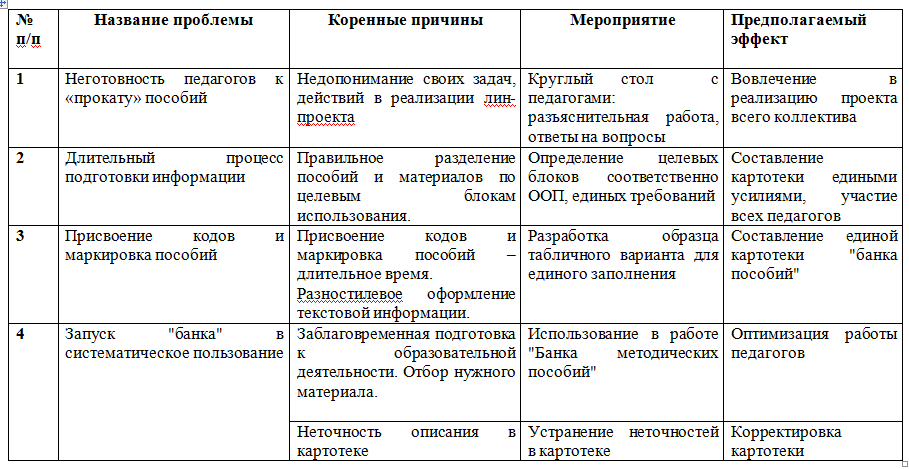 № п/п
Название проблемы
Коренные причины
Мероприятие
Предполагаемый эффект
1
Неготовность педагогов к
«прокату» пособий
Недопонимание своих задач,
действий в реализации лин-
проекта
Круглый стол с
педагогами:
разъяснительная работа,
ответы на вопросы
Вовлечение в
реализацию проекта
всего коллектива
2
Длительный процесс
подготовки информации
Правильное разделение
пособий и материалов по
целевым блокам
использования.
Определение целевых
блоков соответственно
ООП, единых требований
Составление
картотеки едиными
усилиями, участие
всех педагогов
3
Присвоение кодов и
маркировка пособий
Присвоение кодов и
маркировка пособий –
длительное время.
Разностилевое оформление
текстовой информации.
Разработка образца
табличного варианта для
единого заполнения
Составление единой
картотеки "банка
пособий"
4
Запуск "банка" в
систематическое пользование
Заблаговременная подготовка
к образовательной
деятельности. Отбор нужного
материала.
Использование в работе
"Банка методических
пособий"
Оптимизация работы
педагогов
Неточность описания в
картотеке
Устранение неточностей
в картотеке
Корректировка
картотеки